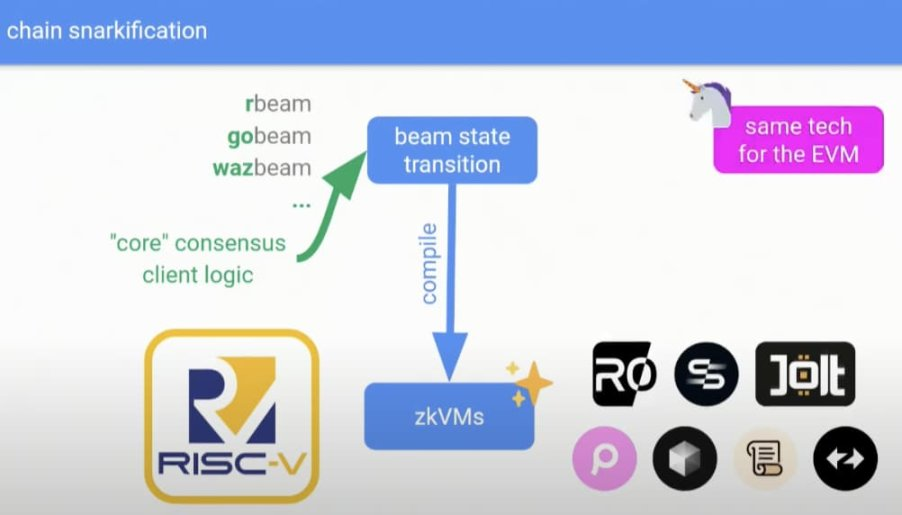 chain snarkification
rbeam
gobeam
wazbeam
...
"core" consensus
client logic
beam state
transition
same tech
for the EVM
compile
zkVMs
RISC-V
R0
Jolt